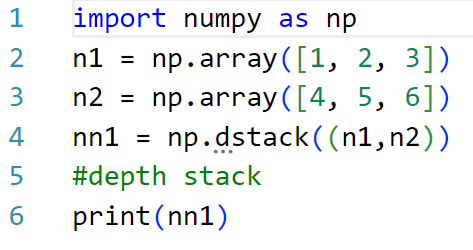 1 import numpy as np
2 n1 = np.array([1, 2, 3])
3 n2 = np.array([4, 5, 6])
4 nn1 = np.dstack((n1,n2))
5 #depth stack
6 print(nn1)